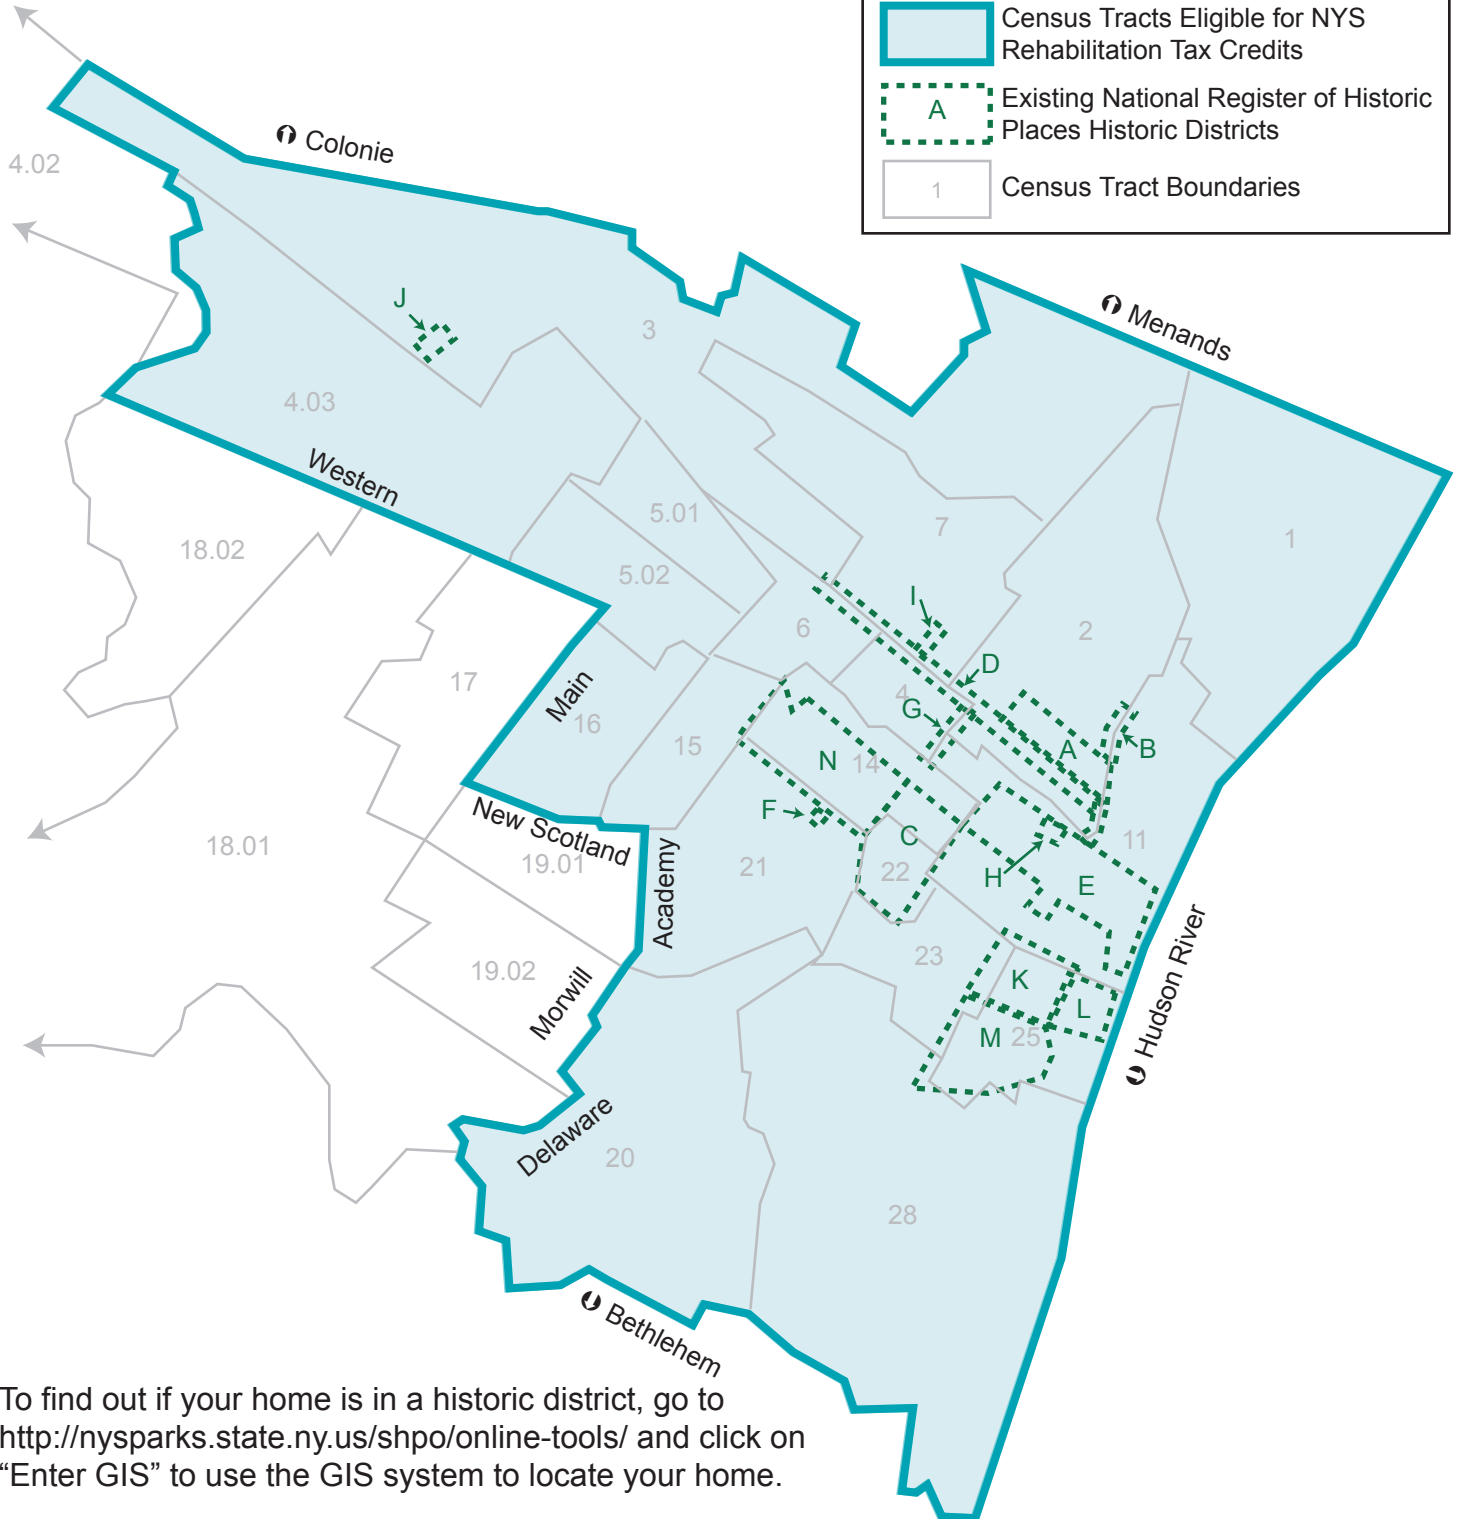 Census Tracts Eligible for NYS
Rehabilitation Tax Credits
A
Existing National Register of Historic
Places Historic Districts
1
Census Tract Boundaries
Colonie
4.02
Menands
J
3
4.03
Western
18.02
5.01
7
1
5.02
I
6
2
D
17
4
G
Main
16
15
A
B
N
14
F
New Scotland
C
11
18.01
19.01
Academy
21
22
H
E
23
19.02
Morwill
K
L
Hudson River
M
25
Delaware
20
28
Bethlehem
To find out if your home is in a historic district, go to
http://nysparks.state.ny.us/shpo/online-tools/ and click on
“Enter GIS” to use the GIS system to locate your home.